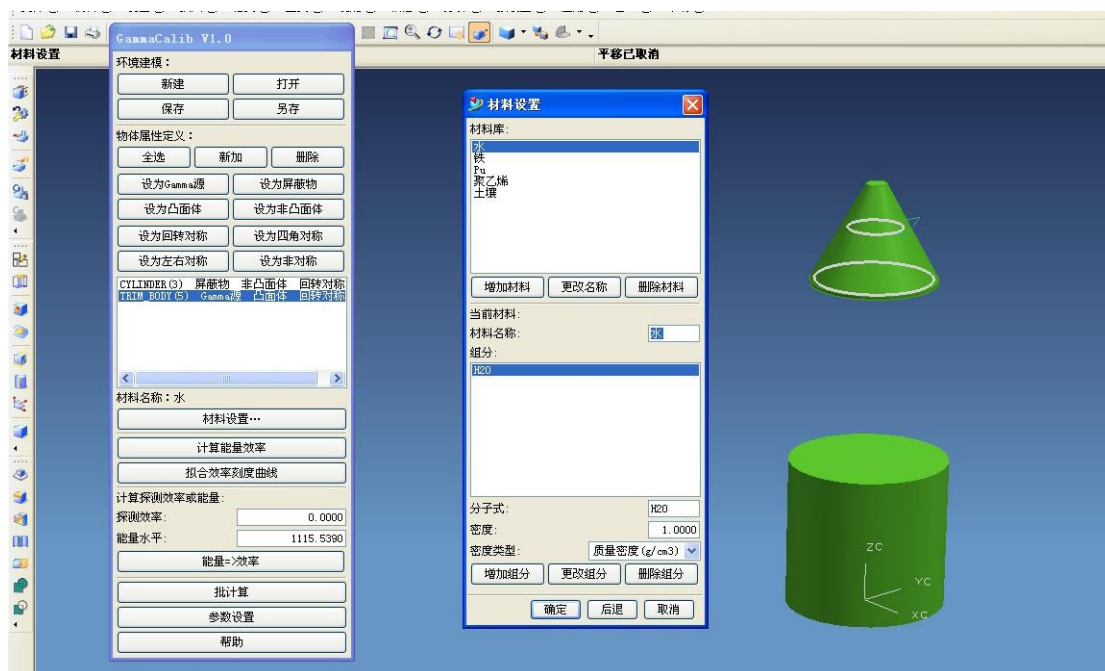 材料设置
平移已取消
GammaCalib V1.0
环境建模：
新建 打开
保存 另存
物体属性定义：
全选 新加 删除
设为Gamma源 设为屏蔽物
设为凸面体 设为非凸面体
设为回转对称 设为四角对称
设为左右对称 设为非对称
CYLINDER(3) 屏蔽物 非凸面体 回转对称
TRIM_BODY(5) Gamma源 凸面体 回转对称
材料名称：水
材料设置…
计算能量效率
拟合效率刻度曲线
计算探测效率或能量:
探测效率: 0.0000
能量水平: 1115.5390
能量=>效率
批计算
参数设置
帮助
材料设置
材料库:
水
铁
Pu
聚乙烯
土壤
增加材料 更改名称 删除材料
当前材料:
材料名称: 水
组分:
H2O
分子式: H2O
密度: 1.0000
密度类型: 质量密度(g/cm3)
增加组分 更改组分 删除组分
确定 后退 取消
ZC
YC
XC